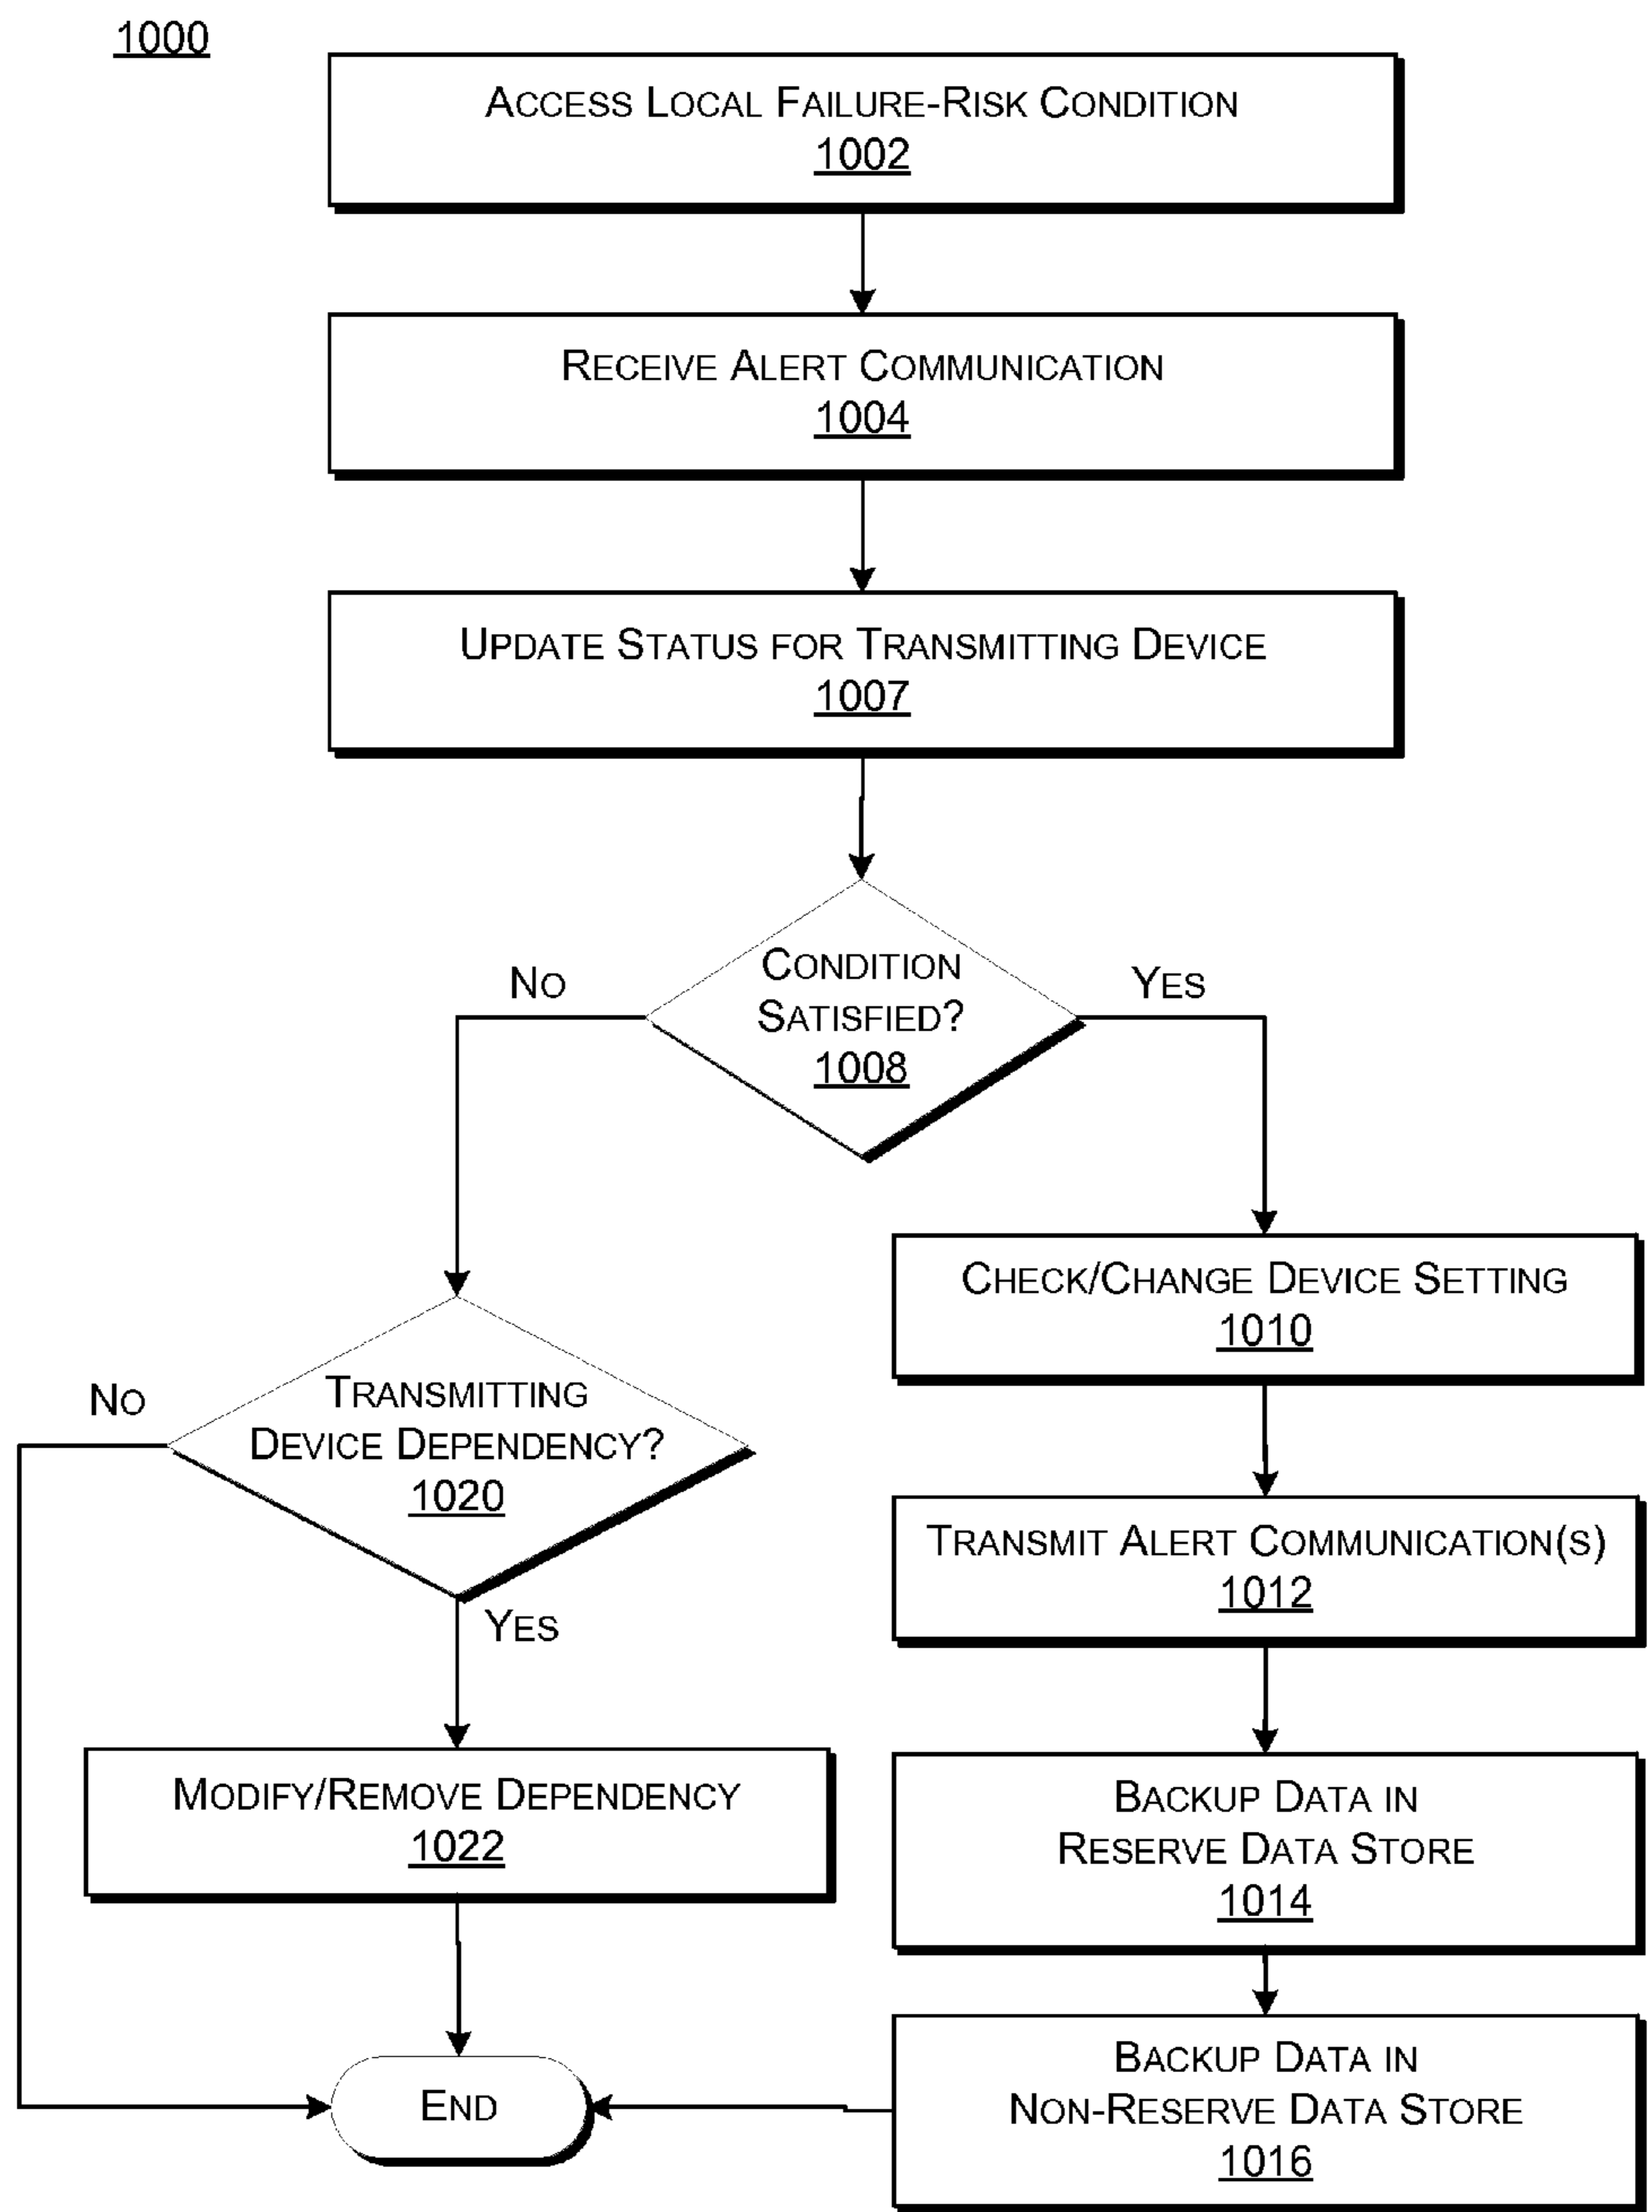 1000
ACCESS LOCAL FAILURE-RISK CONDITION
1002
RECEIVE ALERT COMMUNICATION
1004
UPDATE STATUS FOR TRANSMITTING DEVICE
1007
CONDITION
SATISFIED?
1008
NO
YES
CHECK/CHANGE DEVICE SETTING
1010
TRANSMITTING
DEVICE DEPENDENCY?
1020
NO
YES
TRANSMIT ALERT COMMUNICATION(S)
1012
MODIFY/REMOVE DEPENDENCY
1022
BACKUP DATA IN
RESERVE DATA STORE
1014
BACKUP DATA IN
NON-RESERVE DATA STORE
1016
END